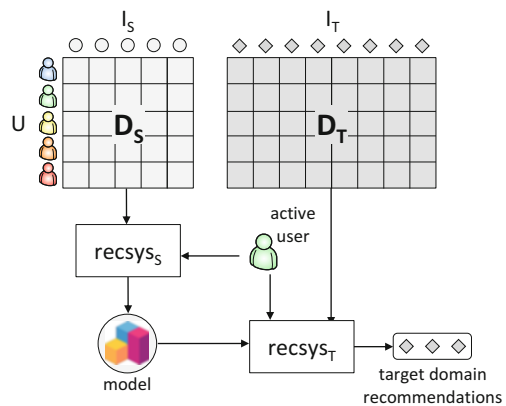 I_S
I_T
U
D_S
D_T
active
user
recsys_S
recsys_T
model
target domain
recommendations